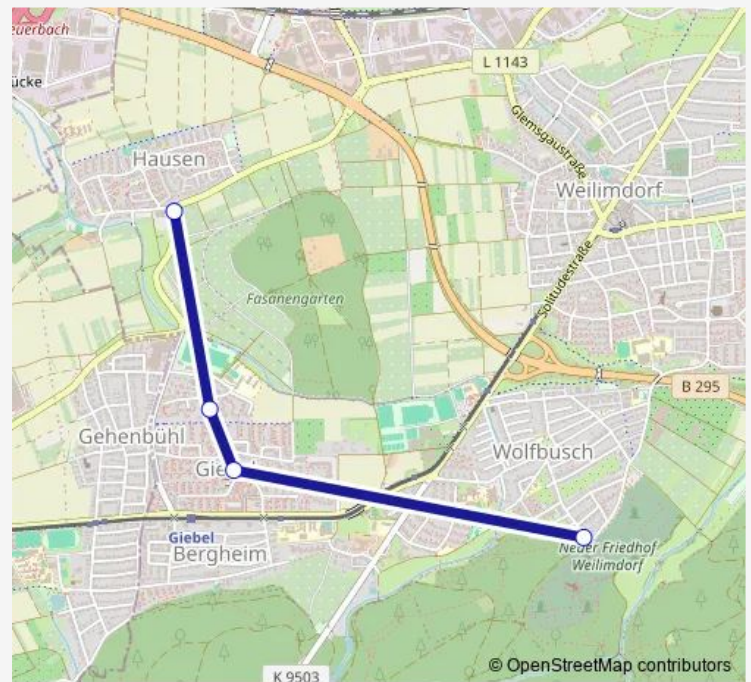 euerbach
ücke
L 1143
Glemsgaustraße
Hausen
Weilimdorf
Solitudestraße
Fasanengarten
B 295
Gehenbühl
Wolfbusch
Gie
Giebel
Bergheim
Neuer Friedhof
Weilimdorf
K 9503
© OpenStreetMap contributors